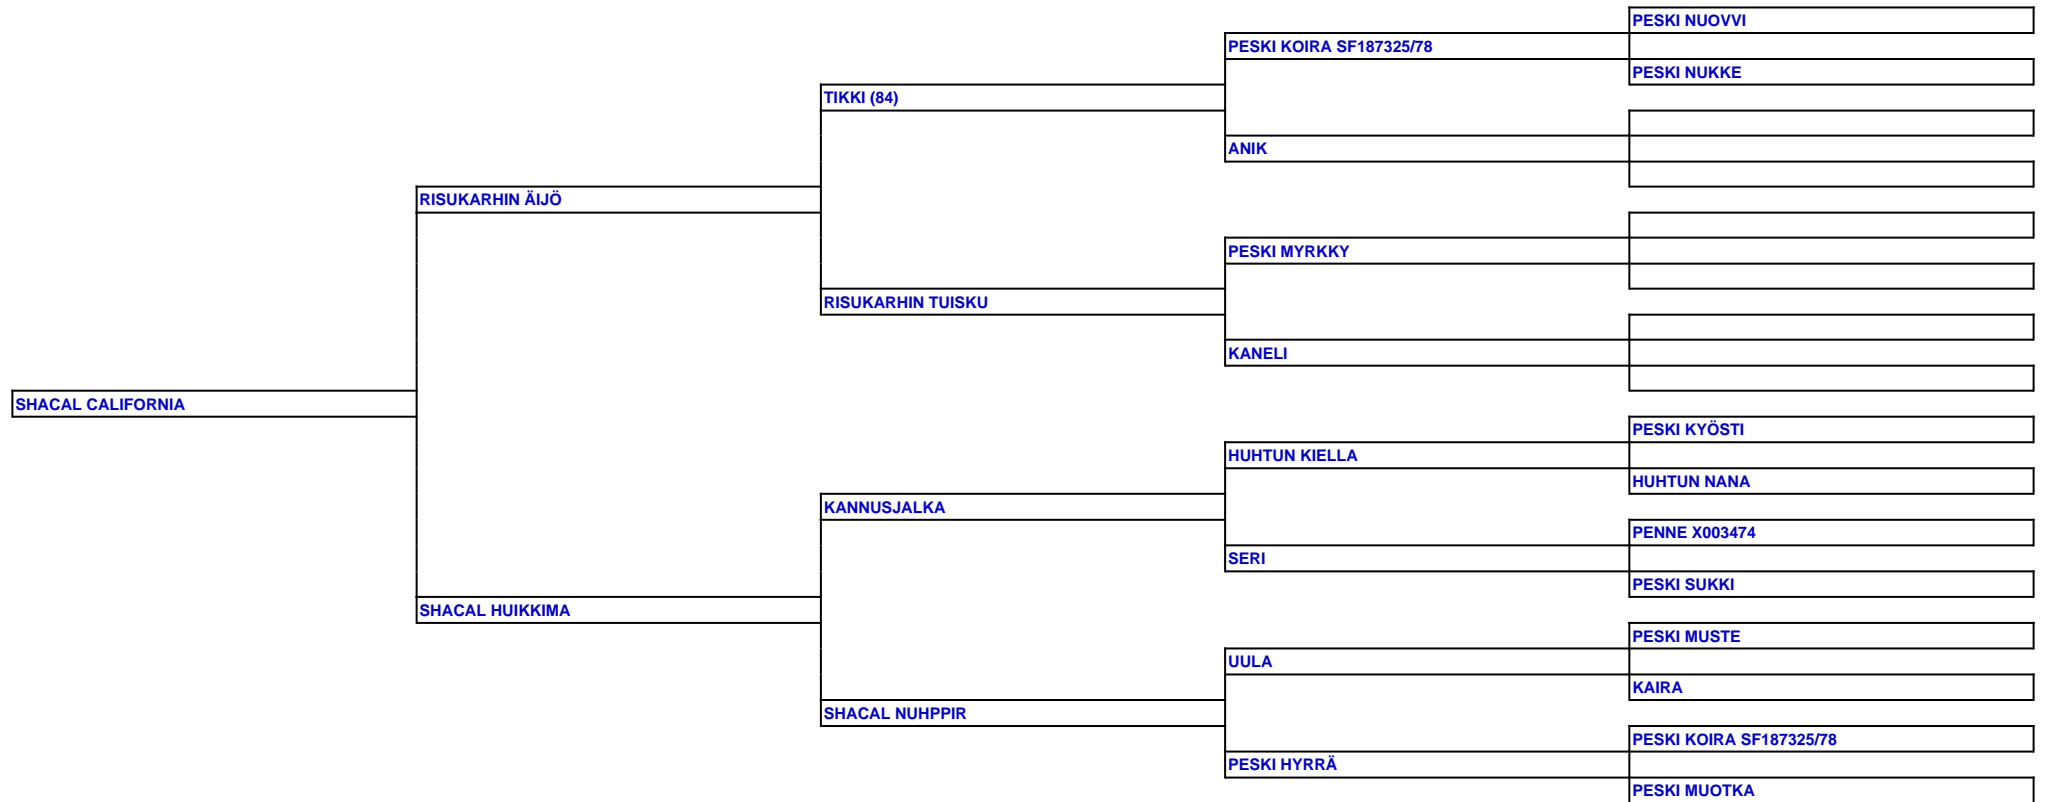 PESKI NUOVVI
PESKI KOIRA SF187325/78
PESKI NUKKE
TIKKI (84)
ANIK
RISUKARHIN ÄIJÖ
PESKI MYRKKY
RISUKARHIN TUISKU
KANELI
SHACAL CALIFORNIA
PESKI KYÖSTI
HUHTUN KIELLA
HUHTUN NANA
KANNUSJALKA
PENNE X003474
SERI
PESKI SUKKI
SHACAL HUIKKIMA
PESKI MUSTE
UULA
KAIRA
SHACAL NUHPPIR
PESKI KOIRA SF187325/78
PESKI HYRRÄ
PESKI MUOTKA